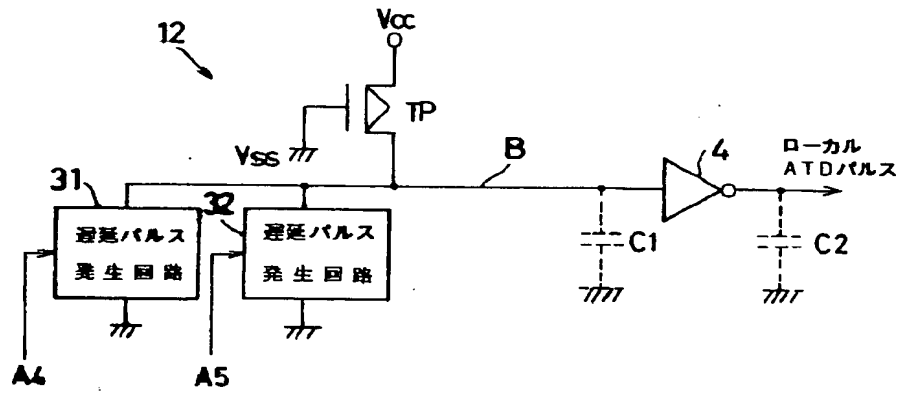 12
Vcc
TP
Vss
B
4
ローカル
ATDパルス
31
32
遅延パルス
発生回路
遅延パルス
発生回路
C1
C2
A4
A5